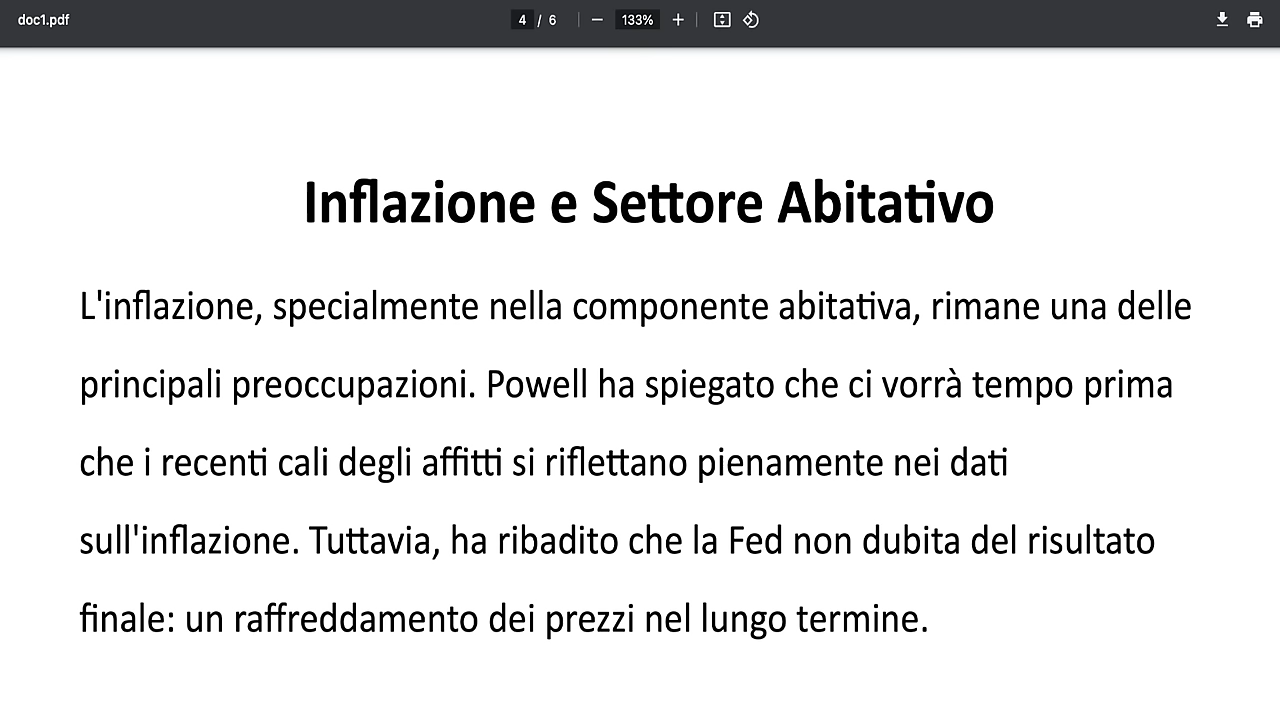 doc1.pdf
4 / 6
133%
Inflazione e Settore Abitativo
L'inflazione, specialmente nella componente abitativa, rimane una delle
principali preoccupazioni. Powell ha spiegato che ci vorrà tempo prima
che i recenti cali degli affitti si riflettano pienamente nei dati
sull'inflazione. Tuttavia, ha ribadito che la Fed non dubita del risultato
finale: un raffreddamento dei prezzi nel lungo termine.